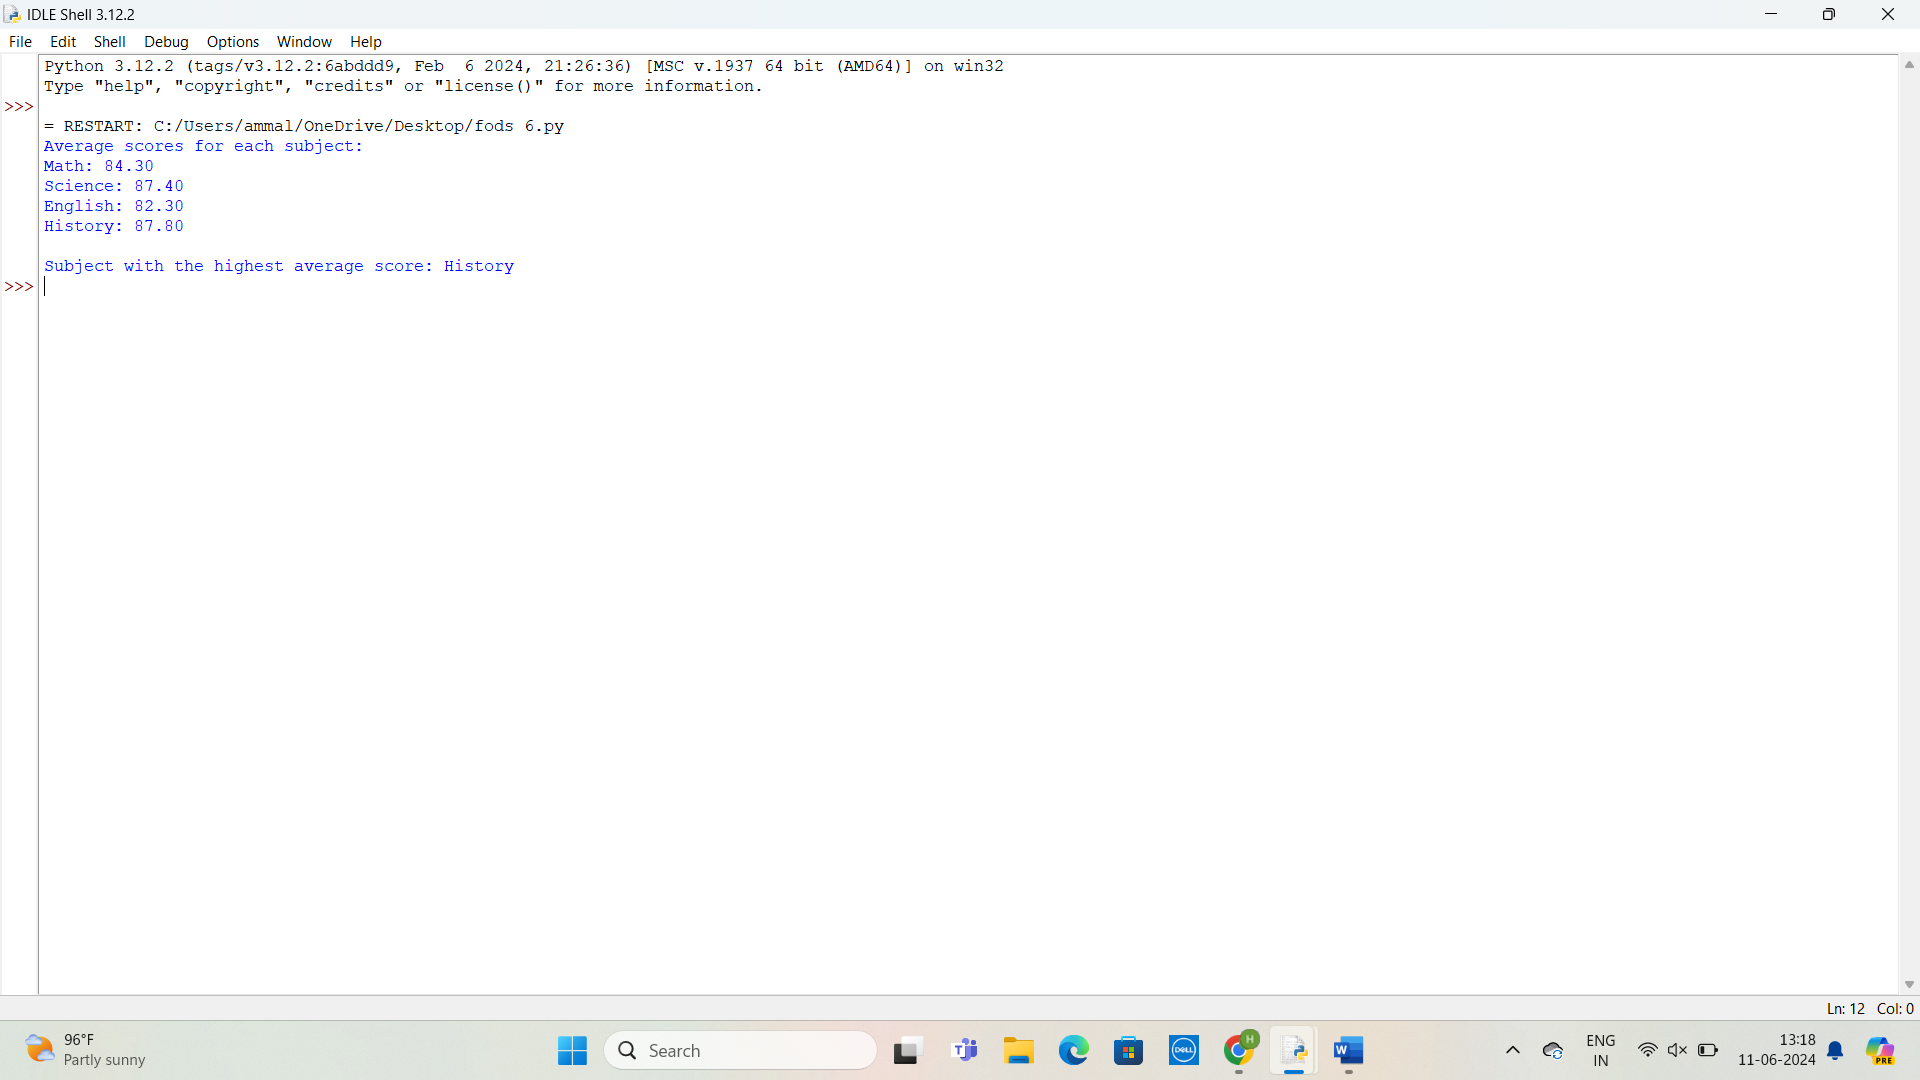 IDLE Shell 3.12.2
File Edit Shell Debug Options Window Help
Python 3.12.2 (tags/v3.12.2:6abddd9, Feb  6 2024, 21:26:36) [MSC v.1937 64 bit (AMD64)] on win32
Type "help", "copyright", "credits" or "license()" for more information.
>>>
= RESTART: C:/Users/ammal/OneDrive/Desktop/fods 6.py
Average scores for each subject:
Math: 84.30
Science: 87.40
English: 82.30
History: 87.80
Subject with the highest average score: History
>>>
Ln: 12 Col: 0
96°F
Partly sunny
Search
DELL
H
W
ENG
IN
13:18
11-06-2024
PRE